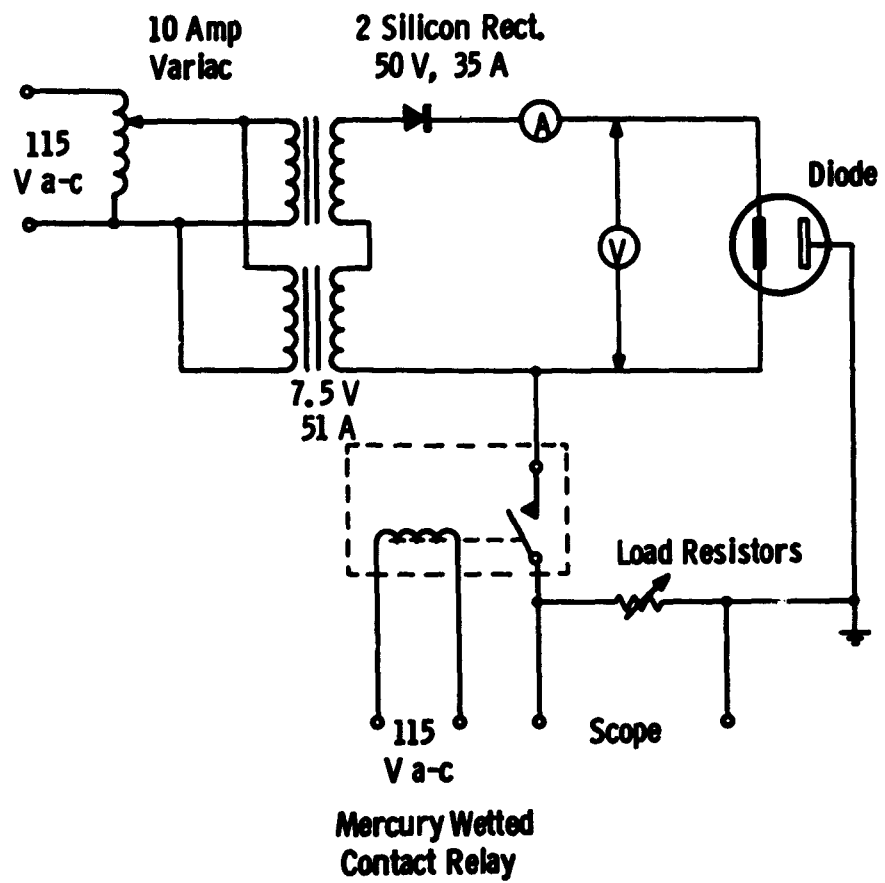 10 Amp
Variac
2 Silicon Rect.
50 V, 35 A
115
V a-c
A
V
Diode
7.5 V
51 A
Load Resistors
115
V a-c
Scope
Mercury Wetted
Contact Relay